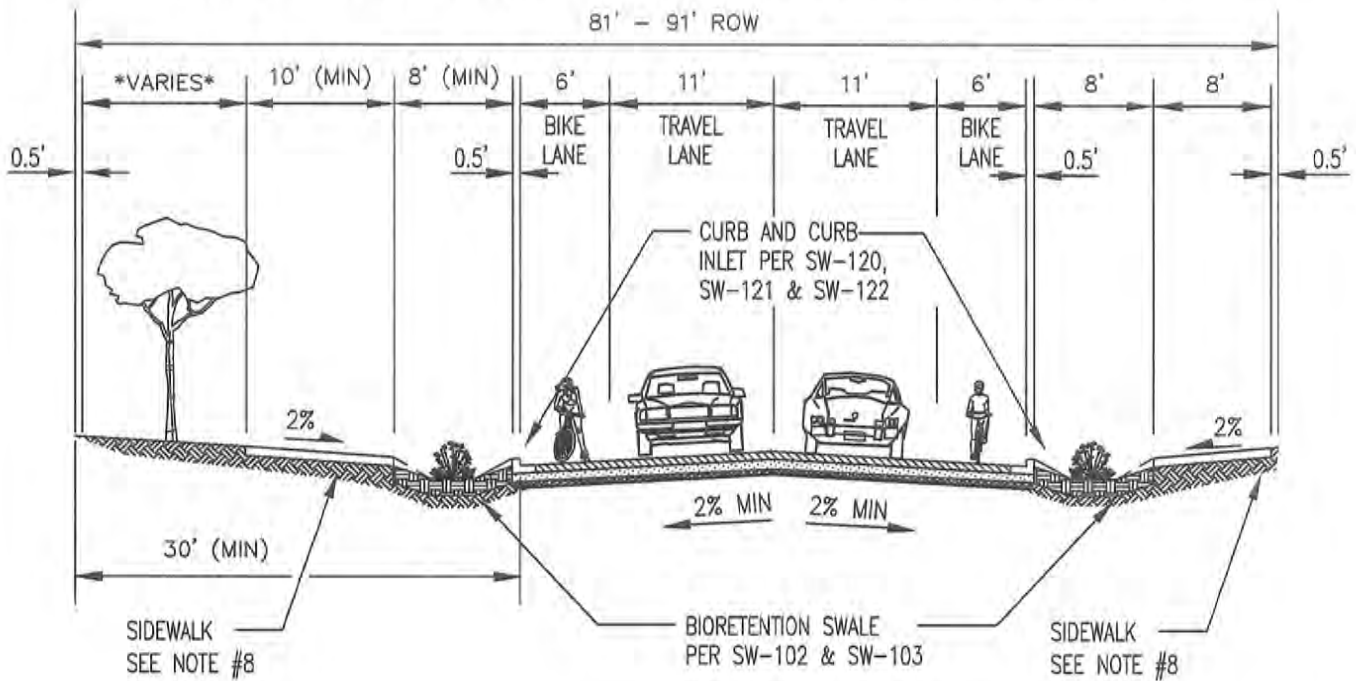 81' - 91' ROW
*VARIES*
10' (MIN)
8' (MIN)
6'
11'
11'
6'
8'
8'
BIKE
LANE
TRAVEL
LANE
TRAVEL
LANE
BIKE
LANE
0.5'
0.5'
0.5'
0.5'
CURB AND CURB
INLET PER SW-120,
SW-121 & SW-122
2%
2%
2% MIN
2% MIN
30' (MIN)
SIDEWALK
SEE NOTE #8
BIORETENTION SWALE
PER SW-102 & SW-103
SIDEWALK
SEE NOTE #8